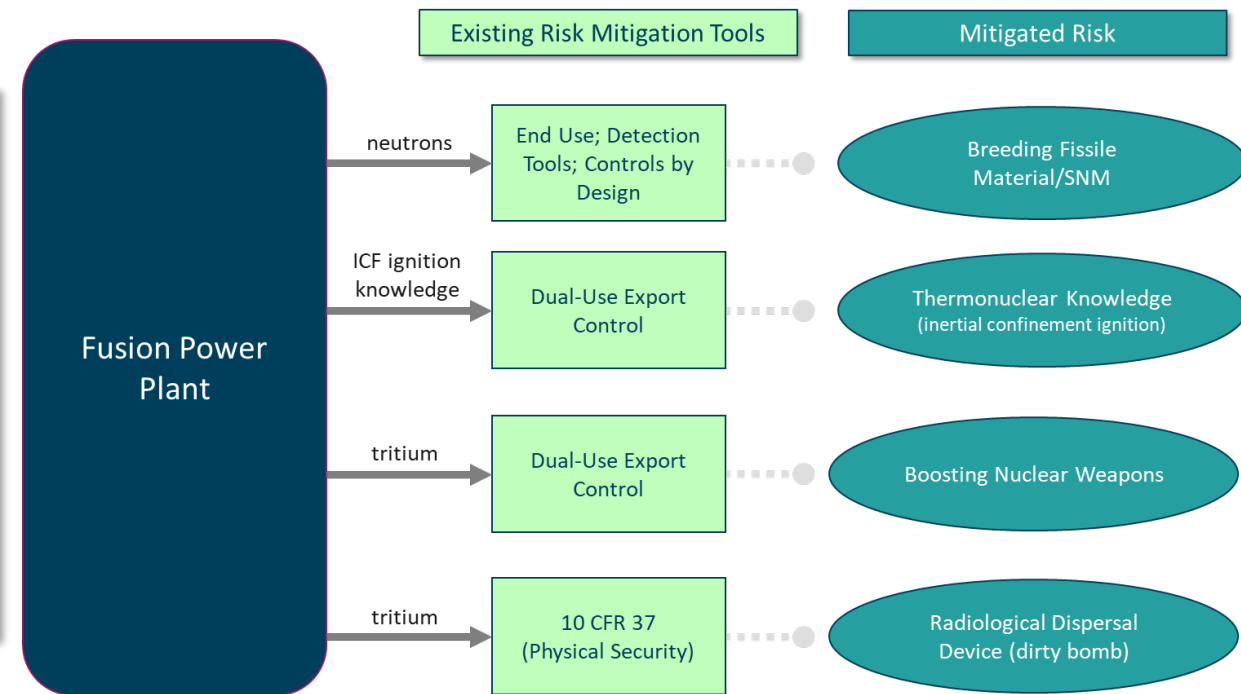 Existing Risk Mitigation Tools
Mitigated Risk
Fusion Power
Plant
neutrons
End Use; Detection
Tools; Controls by
Design
Breeding Fissile
Material/SNM
ICF ignition
knowledge
Dual-Use Export
Control
Thermonuclear Knowledge
(inertial confinement ignition)
tritium
Dual-Use Export
Control
Boosting Nuclear Weapons
tritium
10 CFR 37
(Physical Security)
Radiological Dispersal
Device (dirty bomb)